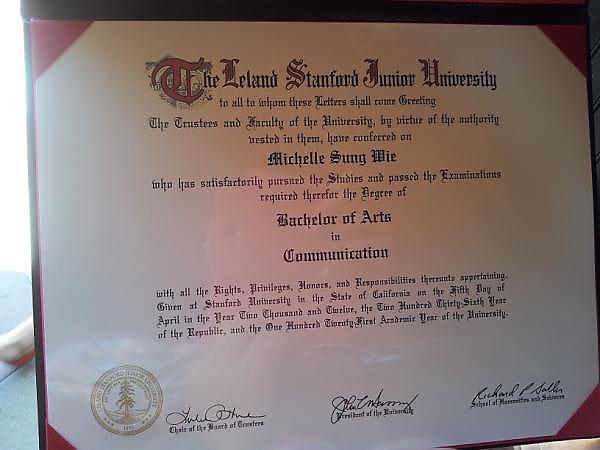 The Leland Stanford Junior University
to all to whom these Letters shall come Greeting
The Trustees and Faculty of the University, by virtue of the authority
vested in them, have conferred on
Michelle Sung Wie
who has satisfactorily pursued the Studies and passed the Examinations
required therefor the Degree of
Bachelor of Arts
in
Communication
with all the Rights, Privileges, Honors, and Responsibilities thereunto appertaining.
Given at Stanford University in the State of California on the Fifth Day of
April in the Year Two Thousand and Twelve, the Two Hundred Thirty-Sixth Year
of the Republic, and the One Hundred Twenty-First Academic Year of the University.
Chair of the Board of Trustees
President of the University
Richard P Saller
School of Humanities and Sciences